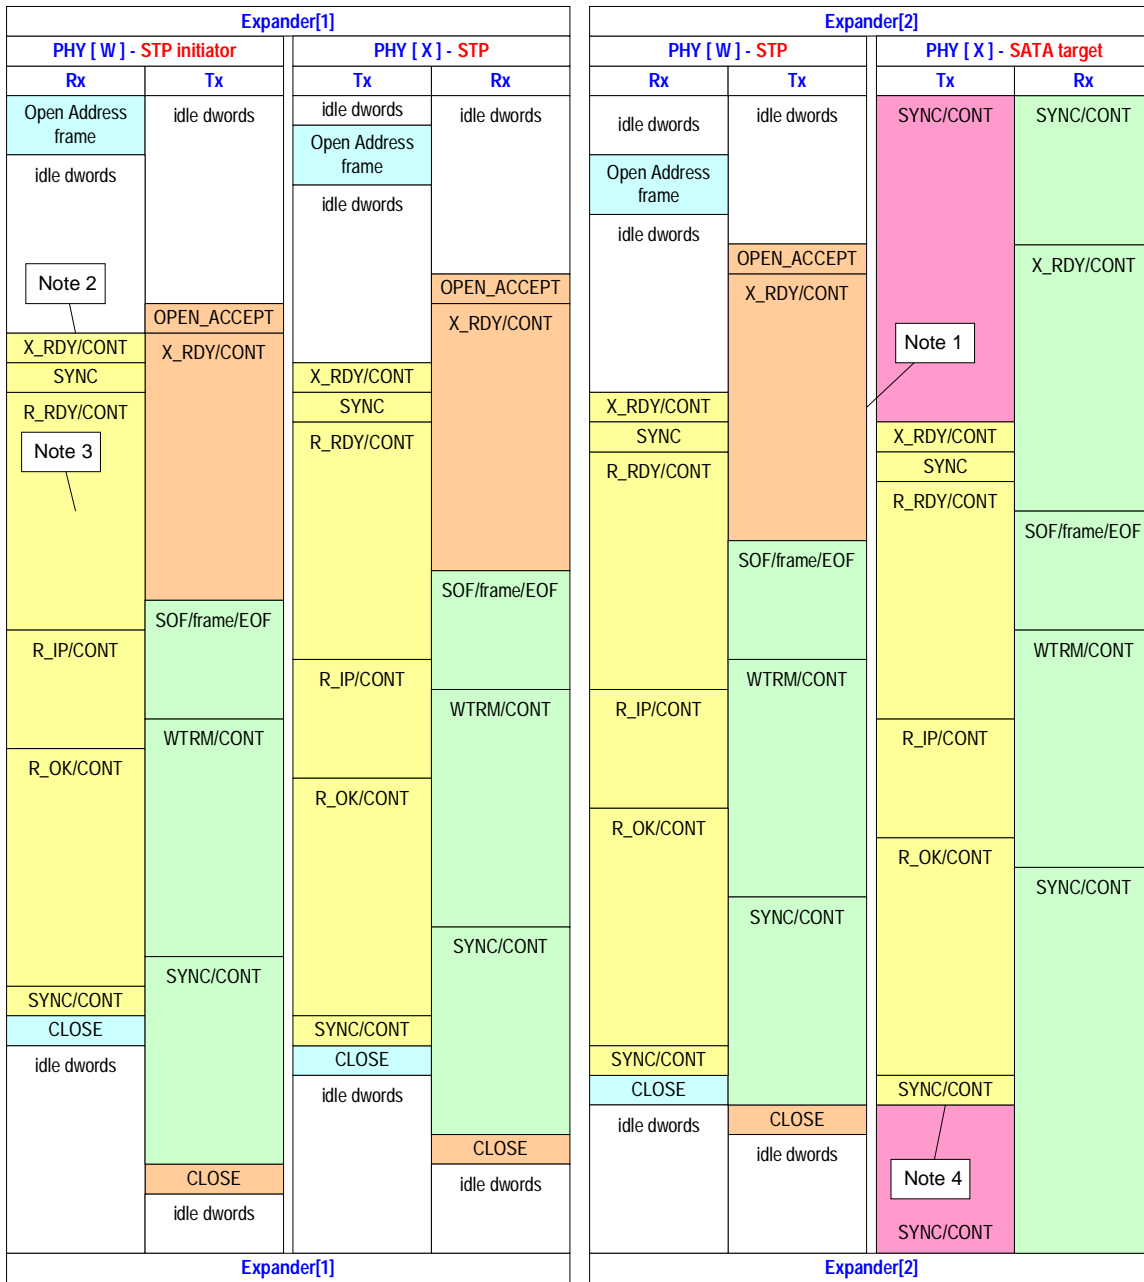 Expander[1]
PHY [ W ] - STP initiator
PHY [ X ] - STP
Rx
Tx
Tx
Rx
Open Address
frame
idle dwords
Note 2
X_RDY/CONT
SYNC
R_RDY/CONT
Note 3
R_IP/CONT
R_OK/CONT
SYNC/CONT
CLOSE
idle dwords
idle dwords
OPEN_ACCEPT
X_RDY/CONT
SOF/frame/EOF
WTRM/CONT
SYNC/CONT
CLOSE
idle dwords
idle dwords
Open Address
frame
idle dwords
X_RDY/CONT
SYNC
R_RDY/CONT
R_IP/CONT
R_OK/CONT
SYNC/CONT
CLOSE
idle dwords
idle dwords
OPEN_ACCEPT
X_RDY/CONT
SOF/frame/EOF
WTRM/CONT
SYNC/CONT
CLOSE
idle dwords
Expander[1]
Expander[2]
PHY [ W ] - STP
PHY [ X ] - SATA target
Rx
Tx
Tx
Rx
idle dwords
Open Address
frame
idle dwords
X_RDY/CONT
SYNC
R_RDY/CONT
R_IP/CONT
R_OK/CONT
SYNC/CONT
CLOSE
idle dwords
idle dwords
OPEN_ACCEPT
X_RDY/CONT
SOF/frame/EOF
WTRM/CONT
SYNC/CONT
CLOSE
idle dwords
SYNC/CONT
Note 1
X_RDY/CONT
SYNC
R_RDY/CONT
R_IP/CONT
R_OK/CONT
SYNC/CONT
Note 4
SYNC/CONT
SYNC/CONT
X_RDY/CONT
SOF/frame/EOF
WTRM/CONT
SYNC/CONT
Expander[2]